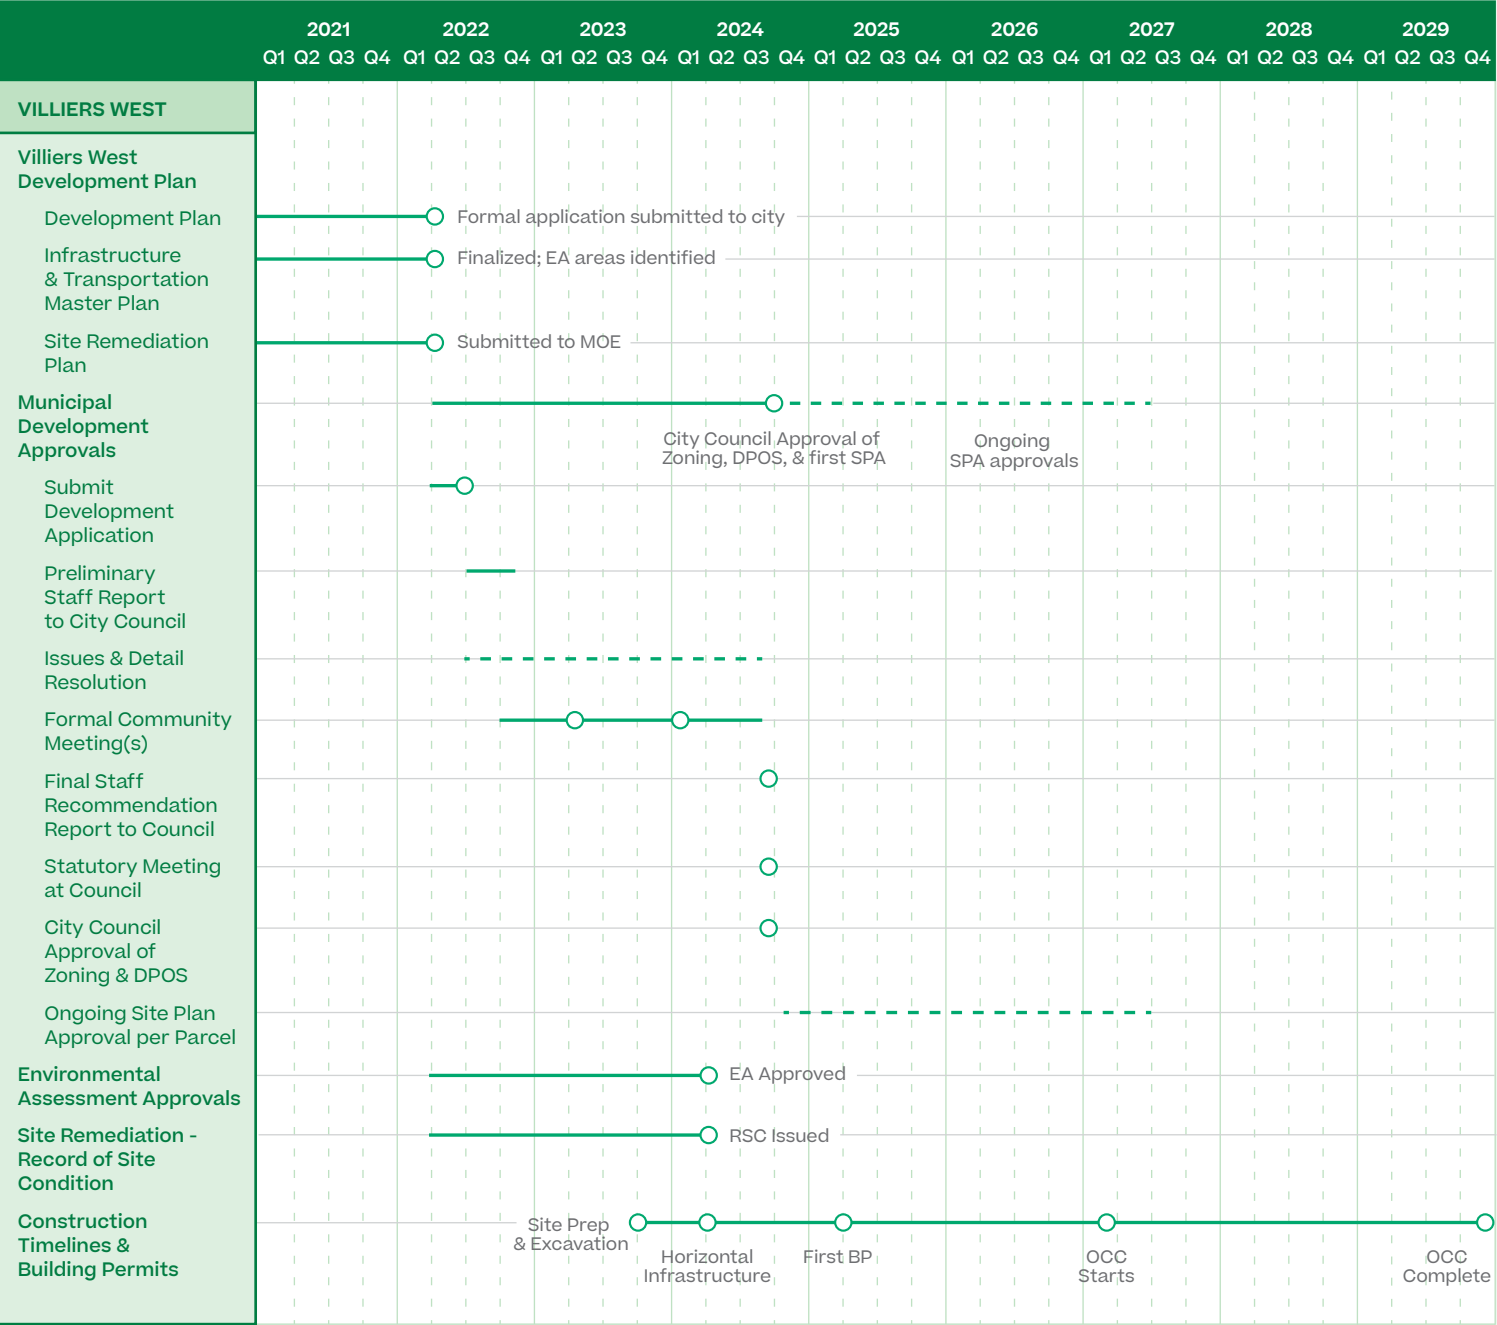 2021 2022 2023 2024 2025 2026 2027 2028 2029
Q1 Q2 Q3 Q4 Q1 Q2 Q3 Q4 Q1 Q2 Q3 Q4 Q1 Q2 Q3 Q4 Q1 Q2 Q3 Q4 Q1 Q2 Q3 Q4 Q1 Q2 Q3 Q4 Q1 Q2 Q3 Q4 Q1 Q2 Q3 Q4
VILLIERS WEST
Villiers West
Development Plan
Development Plan
Formal application submitted to city
Infrastructure
& Transportation
Master Plan
Finalized; EA areas identified
Site Remediation
Plan
Submitted to MOE
Municipal
Development
Approvals
City Council Approval of
Zoning, DPOS, & first SPA
Ongoing
SPA approvals
Submit
Development
Application
Preliminary
Staff Report
to City Council
Issues & Detail
Resolution
Formal Community
Meeting(s)
Final Staff
Recommendation
Report to Council
Statutory Meeting
at Council
City Council
Approval of
Zoning & DPOS
Ongoing Site Plan
Approval per Parcel
Environmental
Assessment Approvals
EA Approved
Site Remediation -
Record of Site
Condition
RSC Issued
Construction
Timelines &
Building Permits
Site Prep
& Excavation
Horizontal
Infrastructure
First BP
OCC
Starts
OCC
Complete